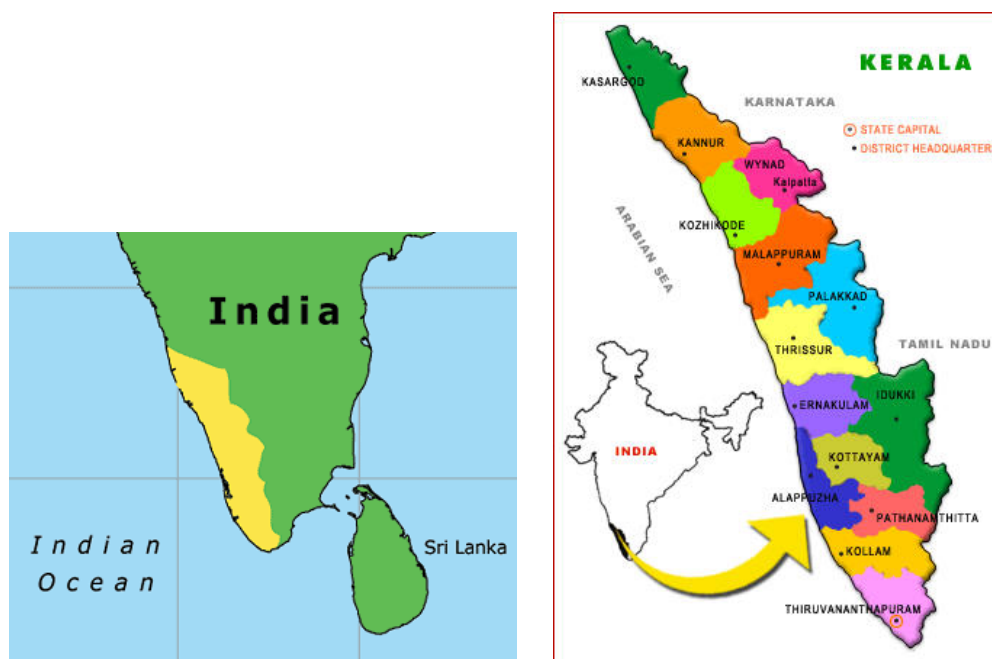 India
Indian
Ocean
Sri Lanka
KERALA
KASARGOD
KARNATAKA
STATE CAPITAL
DISTRICT HEADQUARTER
KANNUR
WYNAD
Kalpatta
ARABIAN SEA
KOZHIKODE
MALAPPURAM
PALAKKAD
TAMIL NADU
THRISSUR
IDUKKI
ERNAKULAM
INDIA
KOTTAYAM
ALAPPUZHA
PATHANAMTHITTA
KOLLAM
THIRUVANANTHAPURAM